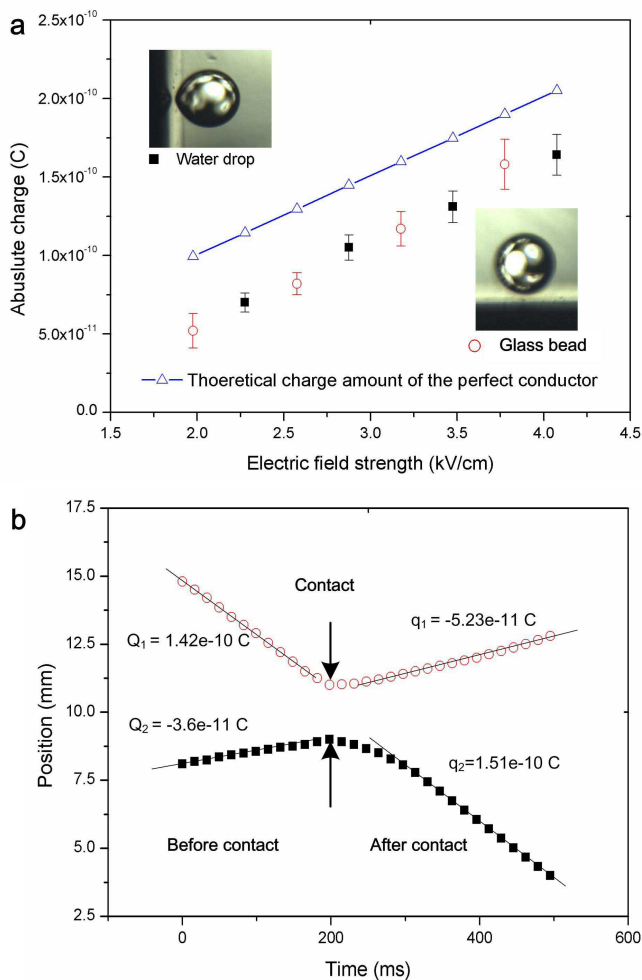 a
2.5x10⁻¹⁰
2.0x10⁻¹⁰
1.5x10⁻¹⁰
1.0x10⁻¹⁰
5.0x10⁻¹¹
0.0
Abuslute charge (C)
Water drop
Glass bead
Thoeretical charge amount of the perfect conductor
1.5 2.0 2.5 3.0 3.5 4.0 4.5
Electric field strength (kV/cm)
b
17.5
15.0
12.5
10.0
7.5
5.0
2.5
Position (mm)
Contact
Q₁ = 1.42e-10 C
q₁ = -5.23e-11 C
Q₂ = -3.6e-11 C
q₂=1.51e-10 C
Before contact
After contact
0 200 400 600
Time (ms)